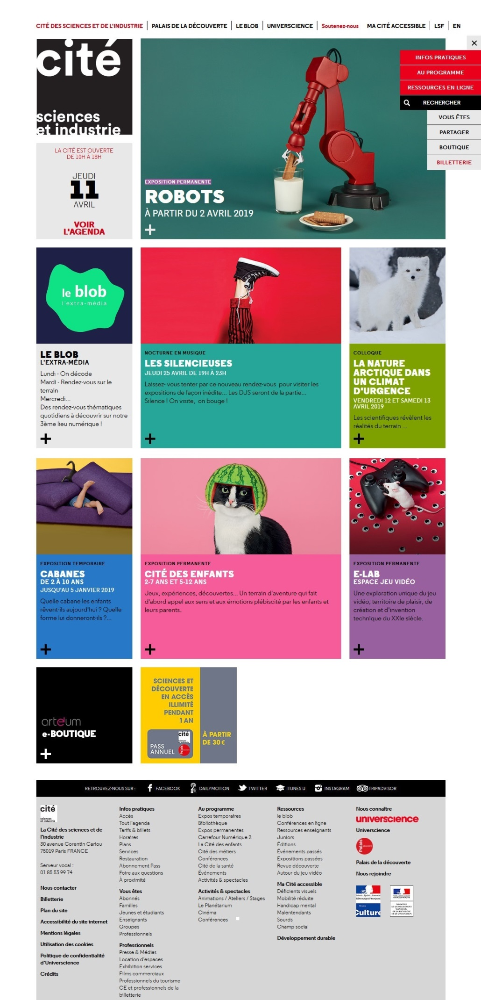 CITÉ DES SCIENCES ET DE L'INDUSTRIE PALAIS DE LA DÉCOUVERTE LE BLOB UNIVERSCIENCE Soutenez-nous MA CITÉ ACCESSIBLE LSF EN
cité
sciences
et industrie
INFOS PRATIQUES
AU PROGRAMME
RESSOURCES EN LIGNE
RECHERCHER
VOUS ÊTES
PARTAGER
BOUTIQUE
BILLETTERIE
LA CITÉ EST OUVERTE
DE 10H À 18H
JEUDI
11
AVRIL
VOIR
L'AGENDA
EXPOSITION PERMANENTE
ROBOTS
À PARTIR DU 2 AVRIL 2019
le blob
l'extra-média
LE BLOB
L'EXTRA-MÉDIA
Lundi - On décode
Mardi - Rendez-vous sur le
terrain
Mercredi...
Des rendez-vous thématiques
quotidiens à découvrir sur notre
3ème lieu numérique !
NOCTURNE EN MUSIQUE
LES SILENCIEUSES
JEUDI 25 AVRIL DE 19H À 23H
Laissez- vous tenter par ce nouveau rendez-vous pour visiter les
expositions de façon inédite... Les DJS seront de la partie...
Silence ! On visite, on bouge !
COLLOQUE
LA NATURE
ARCTIQUE DANS
UN CLIMAT
D'URGENCE
VENDREDI 12 ET SAMEDI 13
AVRIL 2019
Les scientifiques révèlent les
réalités du terrain ...
EXPOSITION TEMPORAIRE
CABANES
DE 2 À 10 ANS
JUSQU'AU 5 JANVIER 2019
Quelle cabane les enfants
rêvent-ils aujourd'hui ? Quelle
forme lui donneront-ils ?...
EXPOSITION PERMANENTE
CITÉ DES ENFANTS
2-7 ANS ET 5-12 ANS
Jeux, expériences, découvertes... Un terrain d'aventure qui fait
d'abord appel aux sens et aux émotions plébiscité par les enfants et
leurs parents.
EXPOSITION PERMANENTE
E-LAB
ESPACE JEU VIDÉO
Une exploration unique du jeu
vidéo, territoire de plaisir, de
création et d'invention
technique du XXIe siècle.
arteum
e-BOUTIQUE
SCIENCES ET
DÉCOUVERTE
EN ACCÈS
ILLIMITÉ
PENDANT
1 AN
cité
sciences
et industrie
PASS
ANNUEL
Palais
À PARTIR
DE 30 €
RETROUVEZ-NOUS SUR : FACEBOOK DAILYMOTION TWITTER ITUNES U INSTAGRAM TRIPADVISOR
cité
sciences
et industrie
La Cité des sciences et de
l'industrie
30 avenue Corentin Cariou
75019 Paris FRANCE
Serveur vocal :
01 85 53 99 74
Nous contacter
Billetterie
Plan du site
Accessibilité du site internet
Mentions légales
Utilisation des cookies
Politique de confidentialité
d'Universcience
Crédits
Infos pratiques
Accès
Tout l'agenda
Tarifs & billets
Horaires
Plans
Services
Restauration
Abonnement Pass
Foire aux questions
À proximité
Vous êtes
Abonnés
Familles
Jeunes et étudiants
Enseignants
Groupes
Professionnels
Professionnels
Presse & Médias
Location d'espaces
Exhibition services
Films commerciaux
Professionnels du tourisme
CE et professionnels de la
billetterie
Au programme
Expos temporaires
Bibliothèque
Expos permanentes
Carrefour Numérique 2
La Cité des enfants
Cité des métiers
Conférences
Cité de la santé
Événements
Activités & spectacles
Activités & spectacles
Animations / Ateliers / Stages
Le Planétarium
Cinéma
Conférences
Ressources
le blob
Conférences en ligne
Ressources enseignants
Juniors
Éditions
Événements passés
Expositions passées
Revue découverte
Autour du jeu vidéo
Ma Cité accessible
Déficients visuels
Mobilité réduite
Handicap mental
Malentendants
Sourds
Champ social
Développement durable
Nous connaître
universcience
Universcience
Palais
Palais de la découverte
Nous rejoindre
RÉPUBLIQUE FRANÇAISE
Culture
MINISTÈRE
DE L'ENSEIGNEMENT
SUPÉRIEUR,
DE LA RECHERCHE
ET DE L'INNOVATION